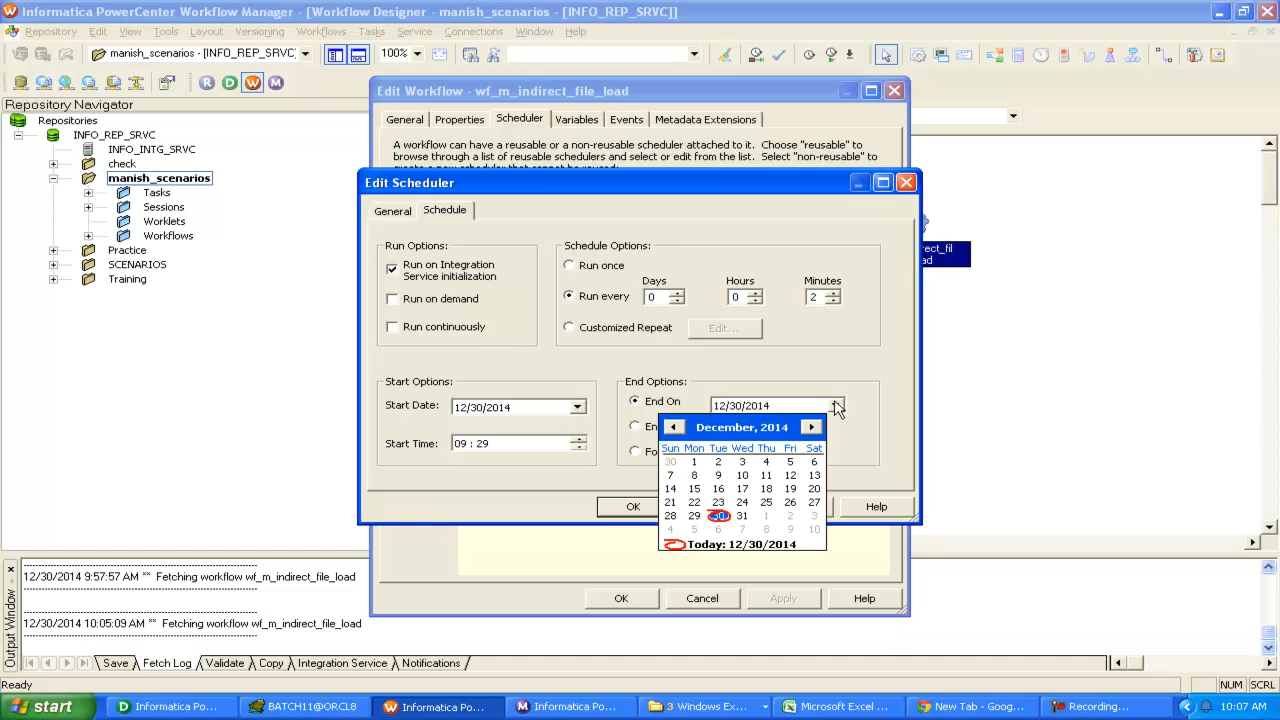 Informatica PowerCenter Workflow Manager - [Workflow Designer - manish_scenarios - [INFO_REP_SRVC]]
Repository Edit View Tools Layout Versioning Workflows Tasks Service Connections Window Help
manish_scenarios - [INFO_REP_SRVC]
100%
R D W M
Repository Navigator
Repositories
INFO_REP_SRVC
INFO_INTG_SRVC
check
manish_scenarios
Tasks
Sessions
Worklets
Workflows
Practice
SCENARIOS
Training
Edit Workflow - wf_m_indirect_file_load
General Properties Scheduler Variables Events Metadata Extensions
A workflow can have a reusable or a non-reusable scheduler attached to it. Choose "reusable" to
browse through a list of reusable schedulers and select or edit from the list. Select "non-reusable" to
Edit Scheduler
General Schedule
Run Options:
Run on Integration
Service initialization
Run on demand
Run continuously
Schedule Options:
Run once
Days Hours Minutes
Run every 0 0 2
Customized Repeat Edit...
Start Options:
Start Date: 12/30/2014
Start Time: 09 : 29
End Options:
End On 12/30/2014
En
Fo
December, 2014
Sun Mon Tue Wed Thu Fri Sat
30 1 2 3 4 5 6
7 8 9 10 11 12 13
14 15 16 17 18 19 20
21 22 23 24 25 26 27
28 29 30 31 1 2 3
4 5 6 7 8 9 10
Today: 12/30/2014
OK Help
OK Cancel Apply Help
rect_fil
ad
Output Window
12/30/2014 9:57:57 AM ** Fetching workflow wf_m_indirect_file_load
12/30/2014 10:05:09 AM ** Fetching workflow wf_m_indirect_file_load
Save Fetch Log Validate Copy Integration Service Notifications
Ready
NUM SCRL
start
Informatica Po...
BATCH11@ORCL8
Informatica Po...
Informatica Po...
3 Windows Ex...
Microsoft Excel ...
New Tab - Goog...
Recording...
10:07 AM